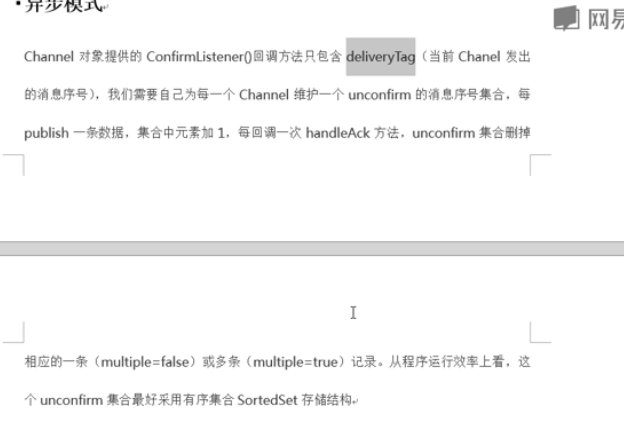 • 异步模式
网易
Channel 对象提供的 ConfirmListener()回调方法只包含 deliveryTag（当前 Chanel 发出
的消息序号），我们需要自己为每一个 Channel 维护一个 unconfirm 的消息序号集合，每
publish 一条数据，集合中元素加 1，每回调一次 handleAck 方法，unconfirm 集合删掉
相应的一条（multiple=false）或多条（multiple=true）记录。从程序运行效率上看，这
个 unconfirm 集合最好采用有序集合 SortedSet 存储结构